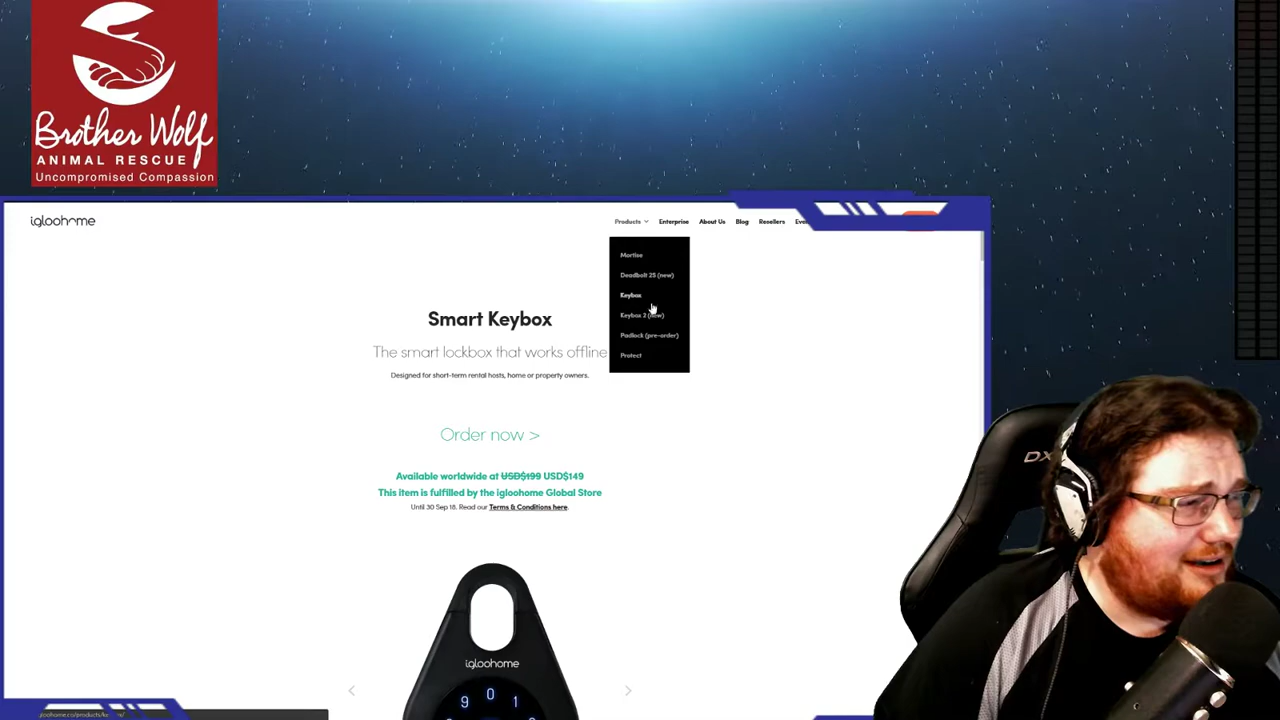 Brother Wolf
ANIMAL RESCUE
Uncompromised Compassion
igloohome
Products
Enterprise
About Us
Blog
Resellers
Mortise
Deadbolt 2S (new)
Keybox
Keybox 2 (new)
Padlock (pre-order)
Protect
Smart Keybox
The smart lockbox that works offline
Designed for short-term rental hosts, home or property owners.
Order now >
Available worldwide at USD$199 USD$149
This item is fulfilled by the igloohome Global Store
Until 30 Sep 18. Read our Terms & Conditions here.
igloohome
9 0 1
DX